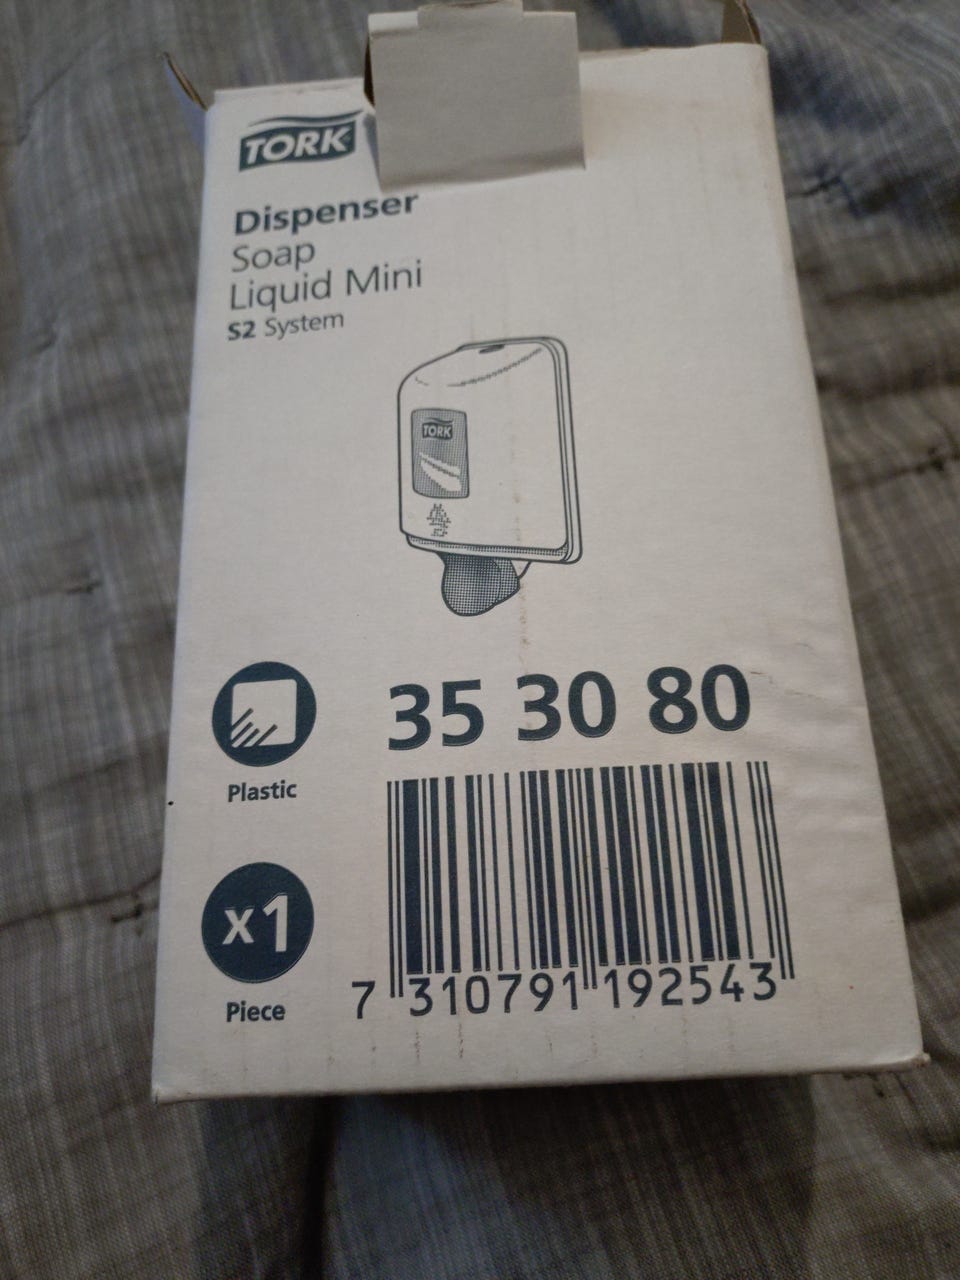 TORK
Dispenser
Soap
Liquid Mini
S2 System
TORK
35 30 80
Plastic
x1
Piece
7 310791 192543